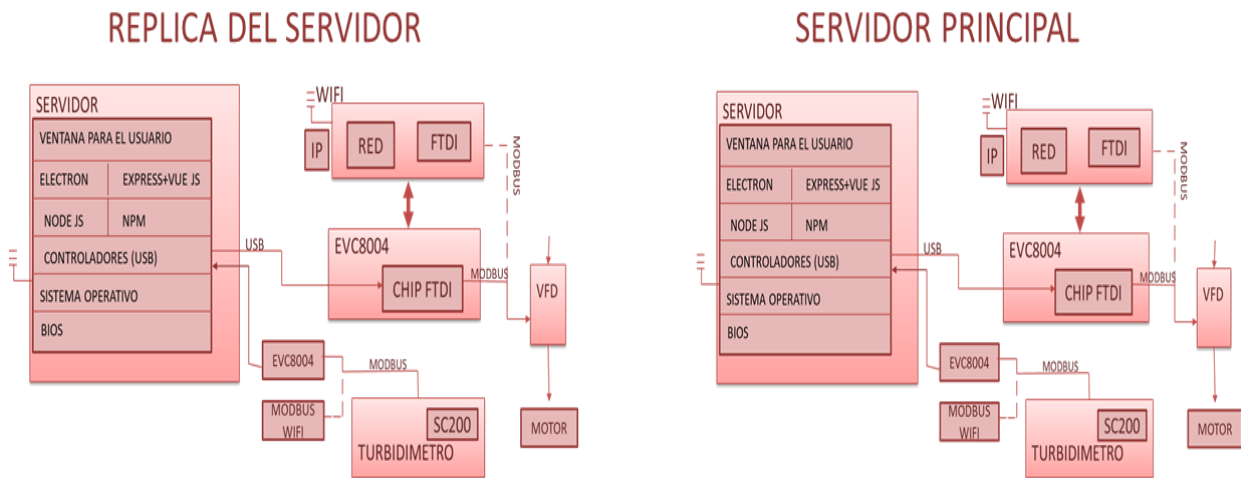 REPLICA DEL SERVIDOR
SERVIDOR
VENTANA PARA EL USUARIO
ELECTRON
EXPRESS+VUE JS
NODE JS
NPM
CONTROLADORES (USB)
SISTEMA OPERATIVO
BIOS
WIFI
IP
RED
FTDI
MODBUS
USB
EVC8004
CHIP FTDI
MODBUS
VFD
EVC8004
MODBUS
MODBUS
WIFI
SC200
TURBIDIMETRO
MOTOR
SERVIDOR PRINCIPAL
SERVIDOR
VENTANA PARA EL USUARIO
ELECTRON
EXPRESS+VUE JS
NODE JS
NPM
CONTROLADORES (USB)
SISTEMA OPERATIVO
BIOS
WIFI
IP
RED
FTDI
MODBUS
USB
EVC8004
CHIP FTDI
MODBUS
VFD
EVC8004
MODBUS
MODBUS
WIFI
SC200
TURBIDIMETRO
MOTOR